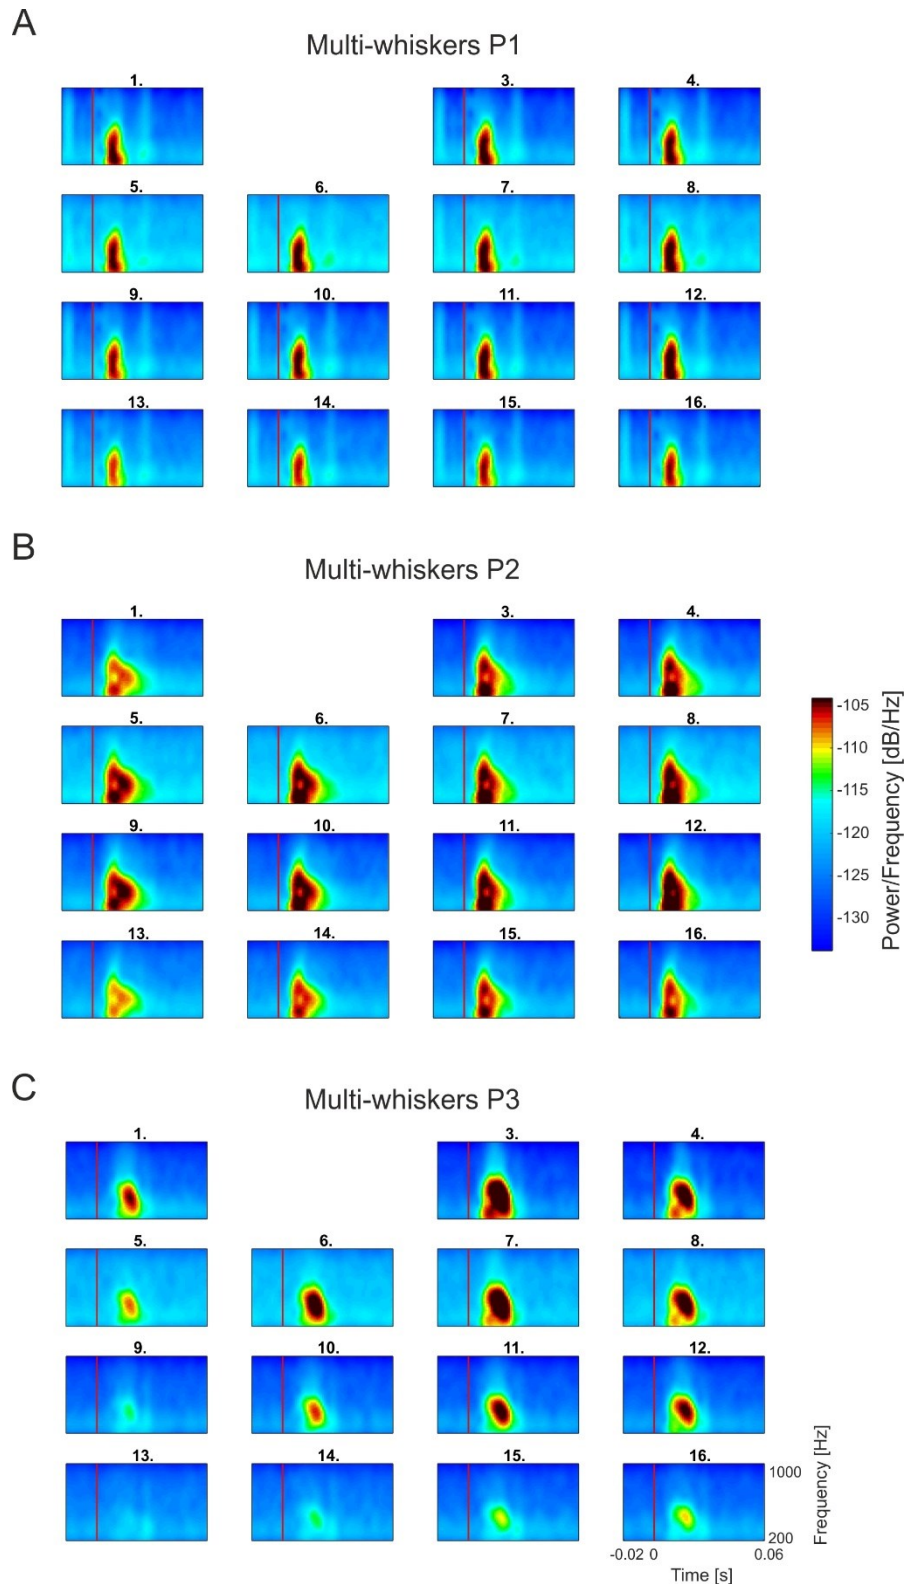 A
Multi-whiskers P1
1. 3. 4.
5. 6. 7. 8.
9. 10. 11. 12.
13. 14. 15. 16.
B
Multi-whiskers P2
1. 3. 4.
5. 6. 7. 8.
9. 10. 11. 12.
13. 14. 15. 16.
-105
-110
-115
-120
-125
-130
Power/Frequency [dB/Hz]
C
Multi-whiskers P3
1. 3. 4.
5. 6. 7. 8.
9. 10. 11. 12.
13. 14. 15. 16.
1000
200
Frequency [Hz]
-0.02 0 0.06
Time [s]